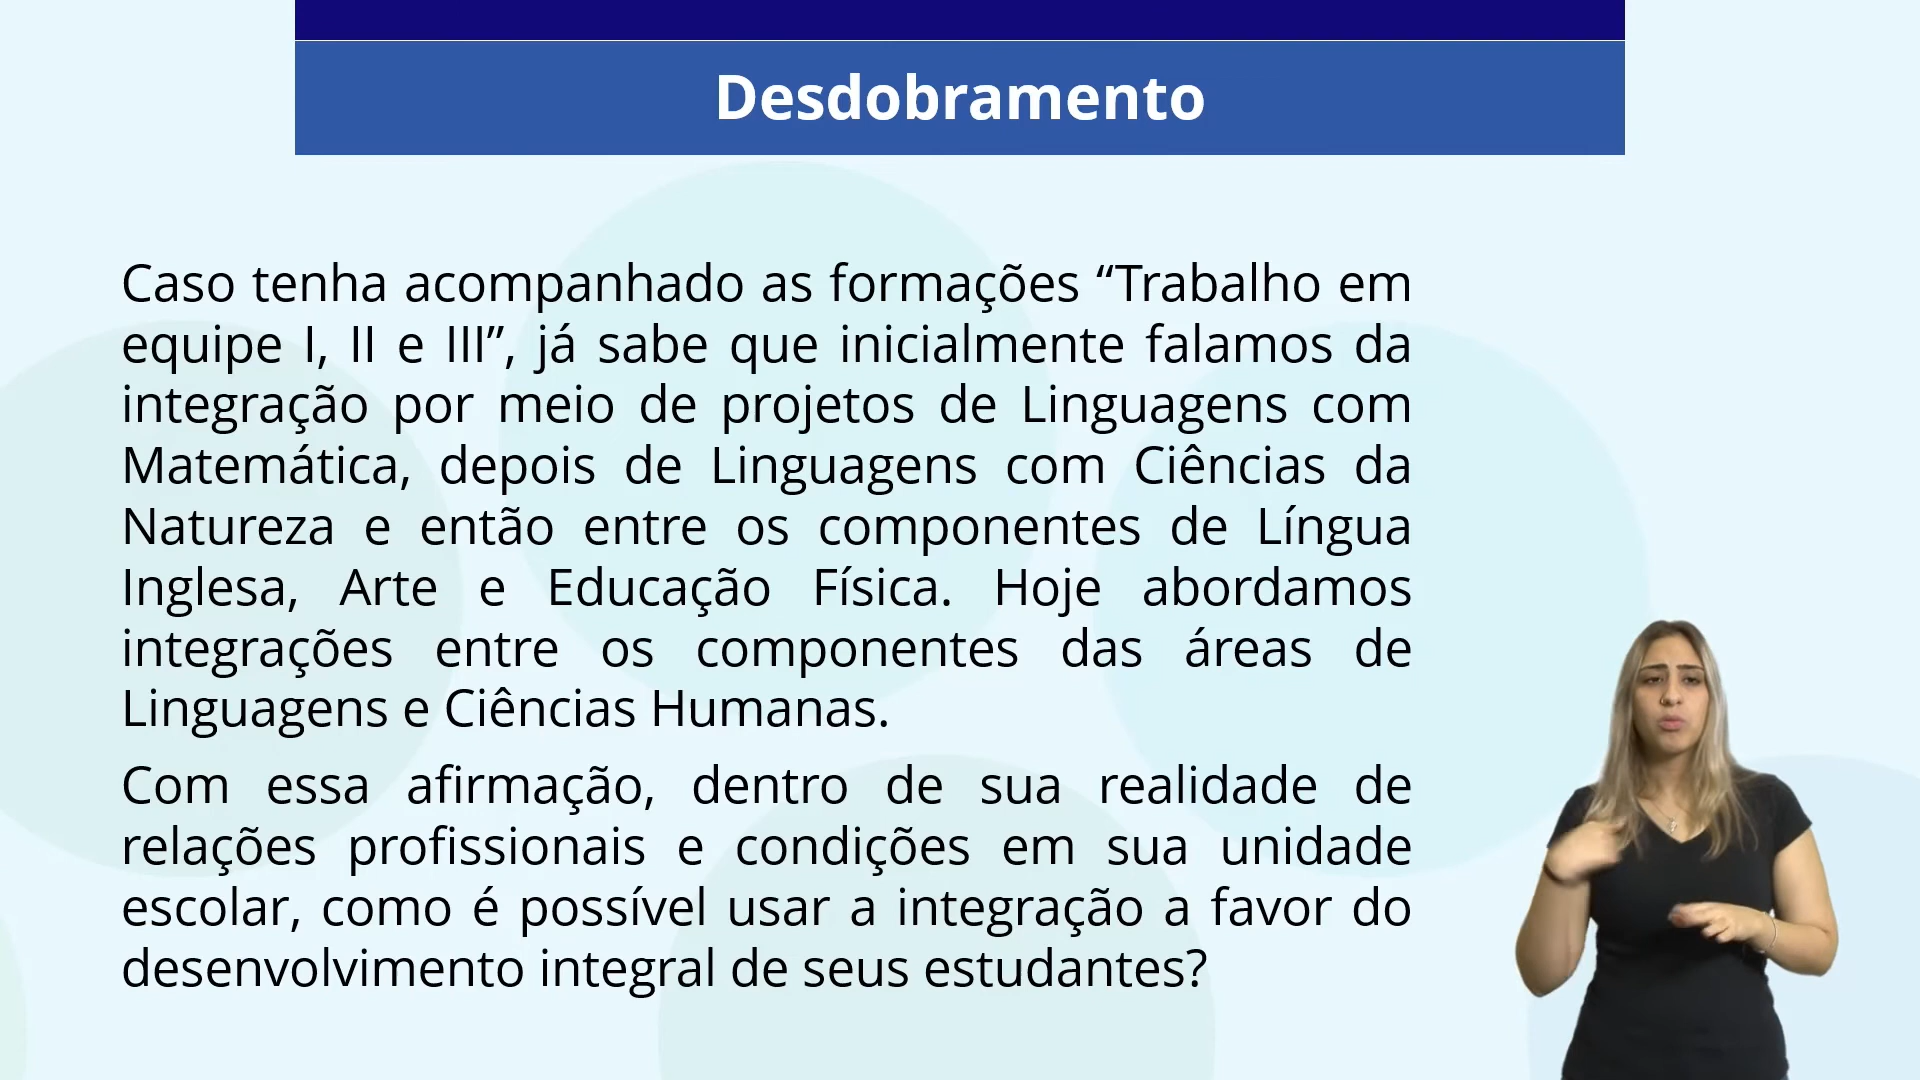 Desdobramento
Caso tenha acompanhado as formações “Trabalho em
equipe I, II e III”, já sabe que inicialmente falamos da
integração por meio de projetos de Linguagens com
Matemática, depois de Linguagens com Ciências da
Natureza e então entre os componentes de Língua
Inglesa, Arte e Educação Física. Hoje abordamos
integrações entre os componentes das áreas de
Linguagens e Ciências Humanas.
Com essa afirmação, dentro de sua realidade de
relações profissionais e condições em sua unidade
escolar, como é possível usar a integração a favor do
desenvolvimento integral de seus estudantes?